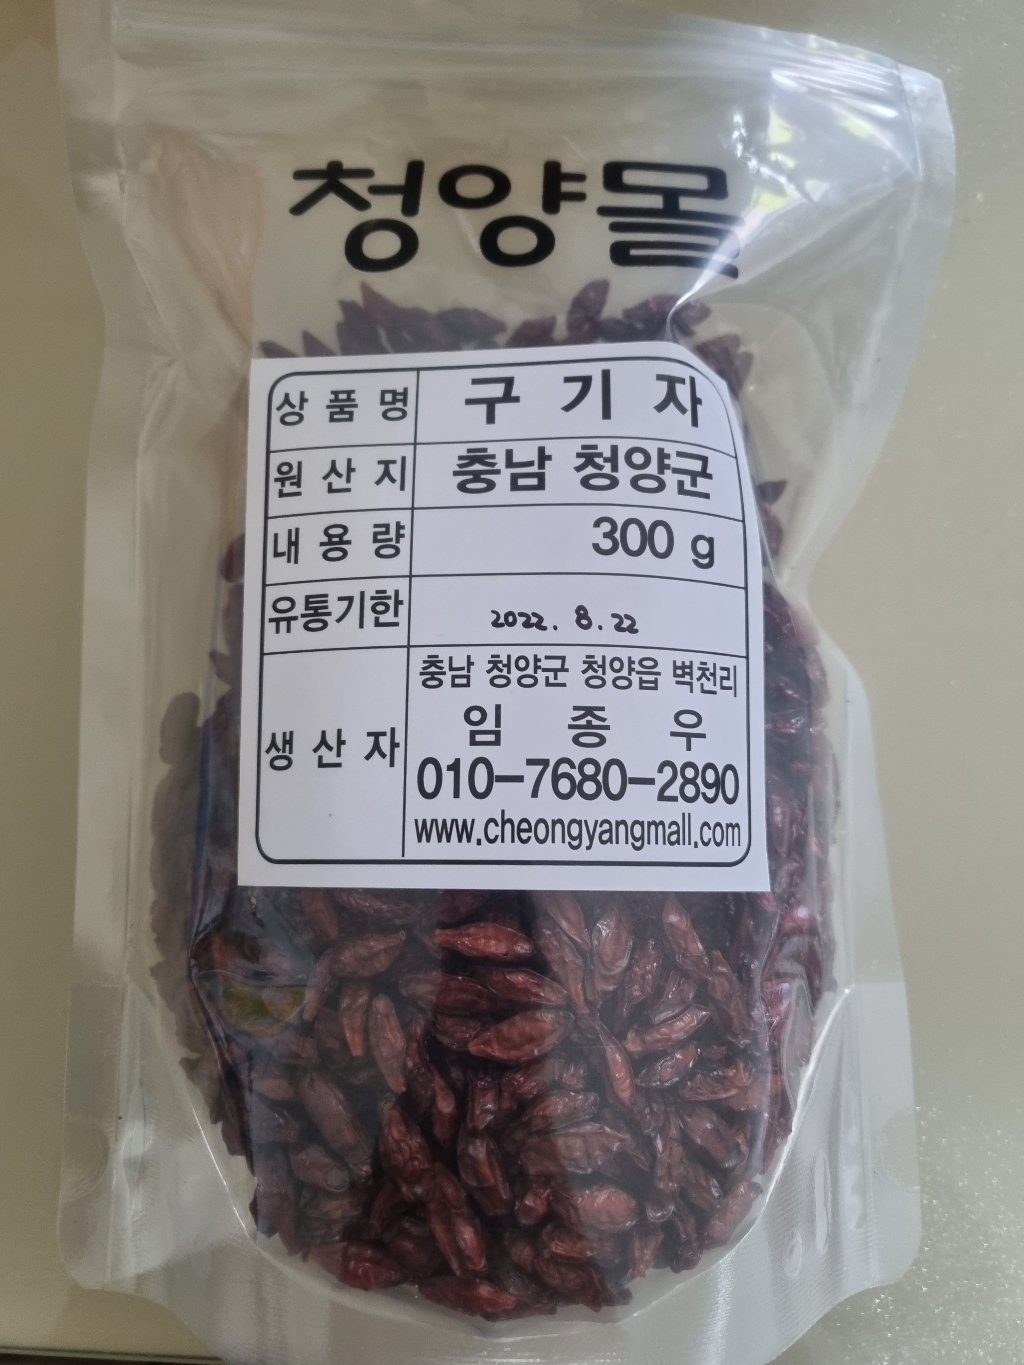 청양몰
상 품 명 구 기 자
원 산 지 충남 청양군
내 용 량 300 g
유통기한 2022. 8. 22
충남 청양군 청양읍 벽천리
생 산 자 임 종 우
010-7680-2890
www.cheongyangmall.com